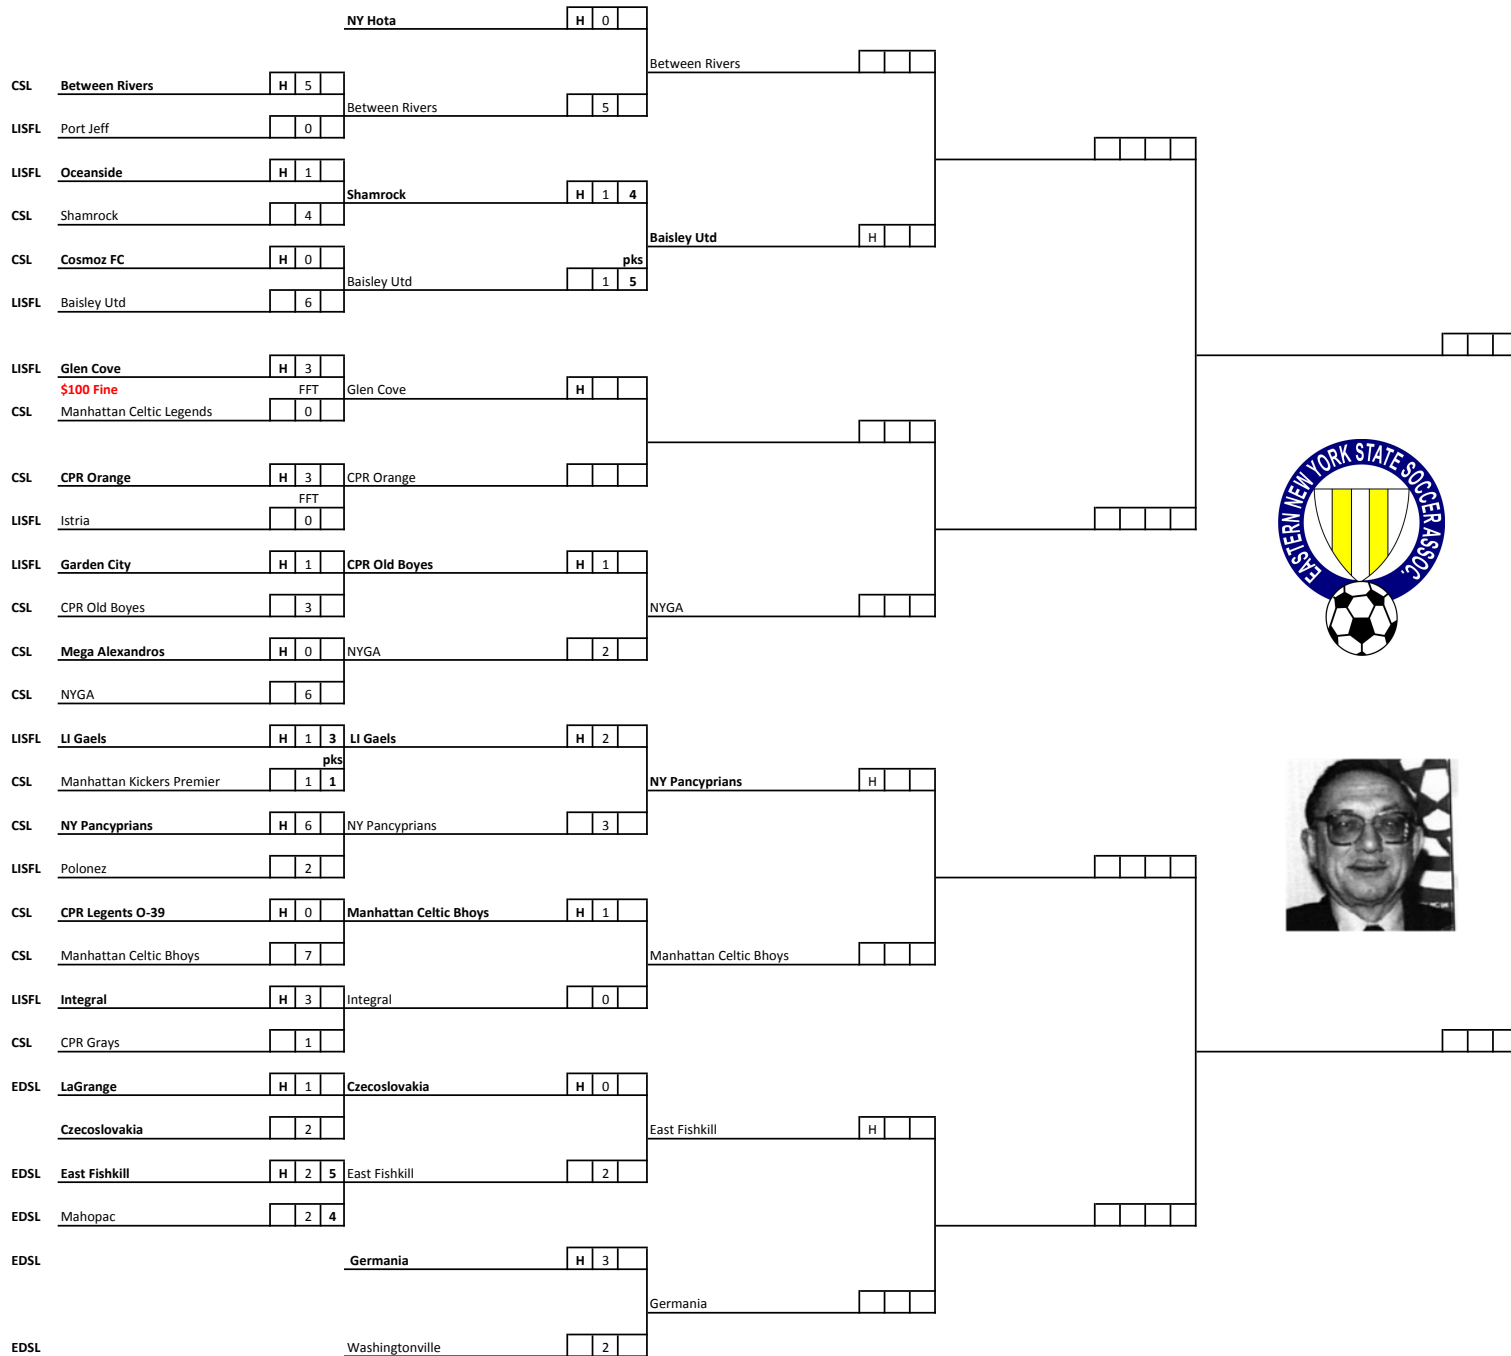 NY Hota H 0
Between Rivers
CSL Between Rivers H 5
Between Rivers 5
LISFL Port Jeff 0
LISFL Oceanside H 1
Shamrock H 1 4
CSL Shamrock 4
Baisley Utd H
CSL Cosmoz FC H 0
pks
Baisley Utd 1 5
LISFL Baisley Utd 6
LISFL Glen Cove H 3
$100 Fine FFT Glen Cove H
CSL Manhattan Celtic Legends 0
CSL CPR Orange H 3 CPR Orange
FFT
LISFL Istria 0
LISFL Garden City H 1 CPR Old Boyes H 1
CSL CPR Old Boyes 3 NYGA
CSL Mega Alexandros H 0 NYGA 2
CSL NYGA 6
EASTERN NEW YORK STATE SOCCER ASSOC.
LISFL LI Gaels H 1 3 LI Gaels H 2
pks
CSL Manhattan Kickers Premier 1 1 NY Pancyprians H
CSL NY Pancyprians H 6 NY Pancyprians 3
LISFL Polonez 2
CSL CPR Legents O-39 H 0 Manhattan Celtic Bhoys H 1
CSL Manhattan Celtic Bhoys 7 Manhattan Celtic Bhoys
LISFL Integral H 3 Integral 0
CSL CPR Grays 1
EDSL LaGrange H 1 Czecoslovakia H 0
Czecoslovakia 2 East Fishkill H
EDSL East Fishkill H 2 5 East Fishkill 2
EDSL Mahopac 2 4
EDSL Germania H 3
Germania
EDSL Washingtonville 2